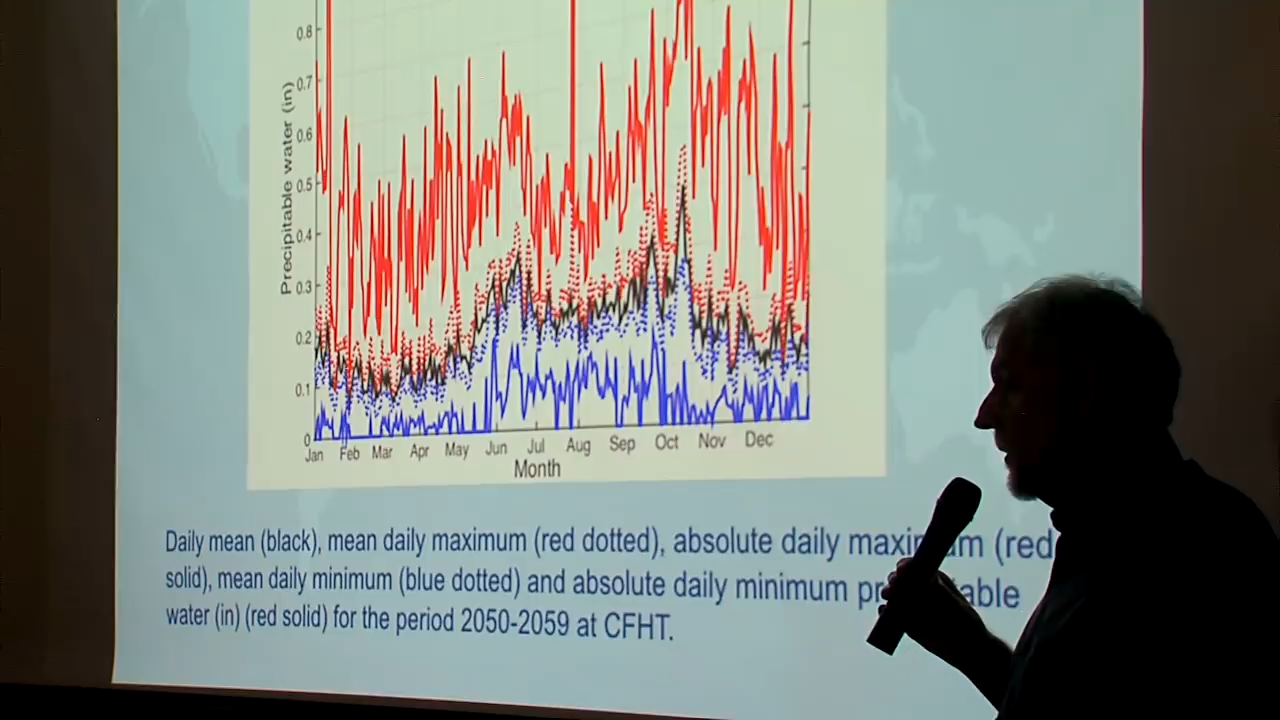 0.8
0.7
0.6
0.5
0.4
0.3
0.2
0.1
0
Precipitable water (in)
Jan Feb Mar Apr May Jun Jul Aug Sep Oct Nov Dec
Month
Daily mean (black), mean daily maximum (red dotted), absolute daily (red
solid), mean daily minimum (blue dotted) and absolute daily minimum
water (in) (red solid) for the period 2050-2059 at CFHT.